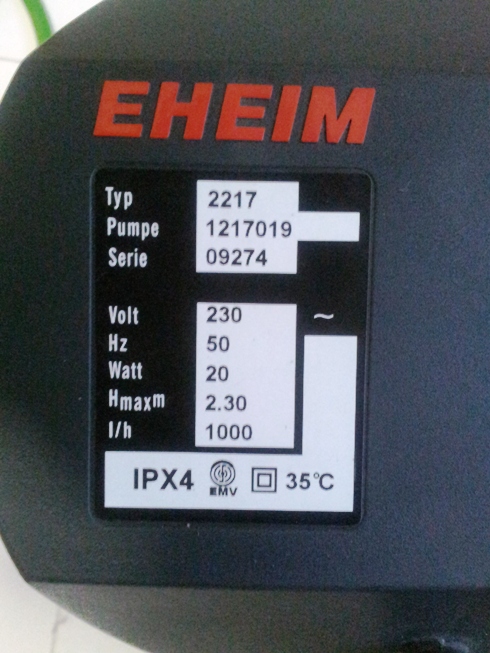 EHEIM
Typ 2217
Pumpe 1217019
Serie 09274
Volt 230 ~
Hz 50
Watt 20
Hmaxm 2.30
l/h 1000
IPX4 EMV 35°C